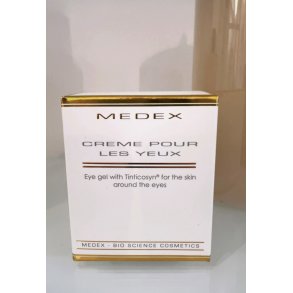 MEDEX
CREME POUR
LES YEUX
Eye gel with Tinticosyn® for the skin
around the eyes
MEDEX - BIO SCIENCE COSMETICS